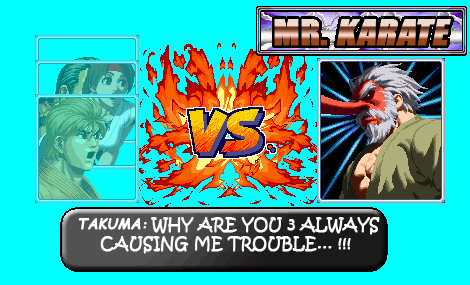 MR. KARATE
VS
TAKUMA: WHY ARE YOU 3 ALWAYS
CAUSING ME TROUBLE... !!!